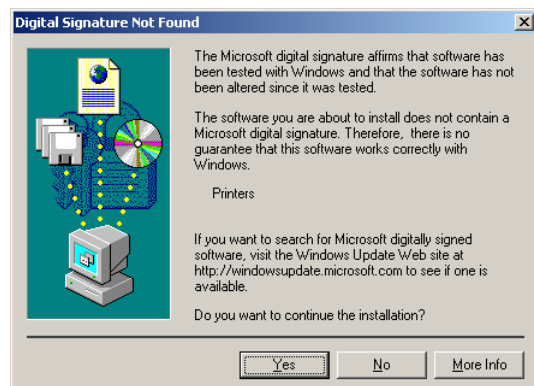 Digital Signature Not Found
The Microsoft digital signature affirms that software has
been tested with Windows and that the software has not
been altered since it was tested.
The software you are about to install does not contain a
Microsoft digital signature. Therefore, there is no
guarantee that this software works correctly with
Windows.
Printers
If you want to search for Microsoft digitally signed
software, visit the Windows Update Web site at
http://windowsupdate.microsoft.com to see if one is
available.
Do you want to continue the installation?
Yes No More Info